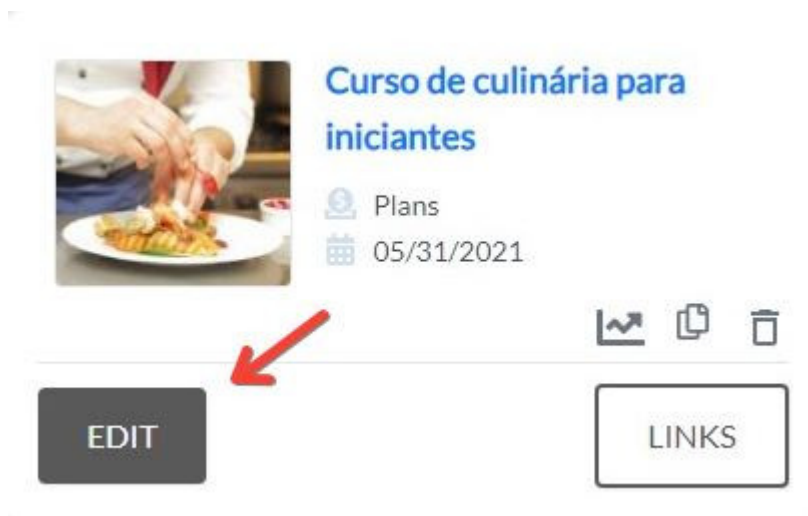 Curso de culinária para
iniciantes
Plans
05/31/2021
EDIT
LINKS